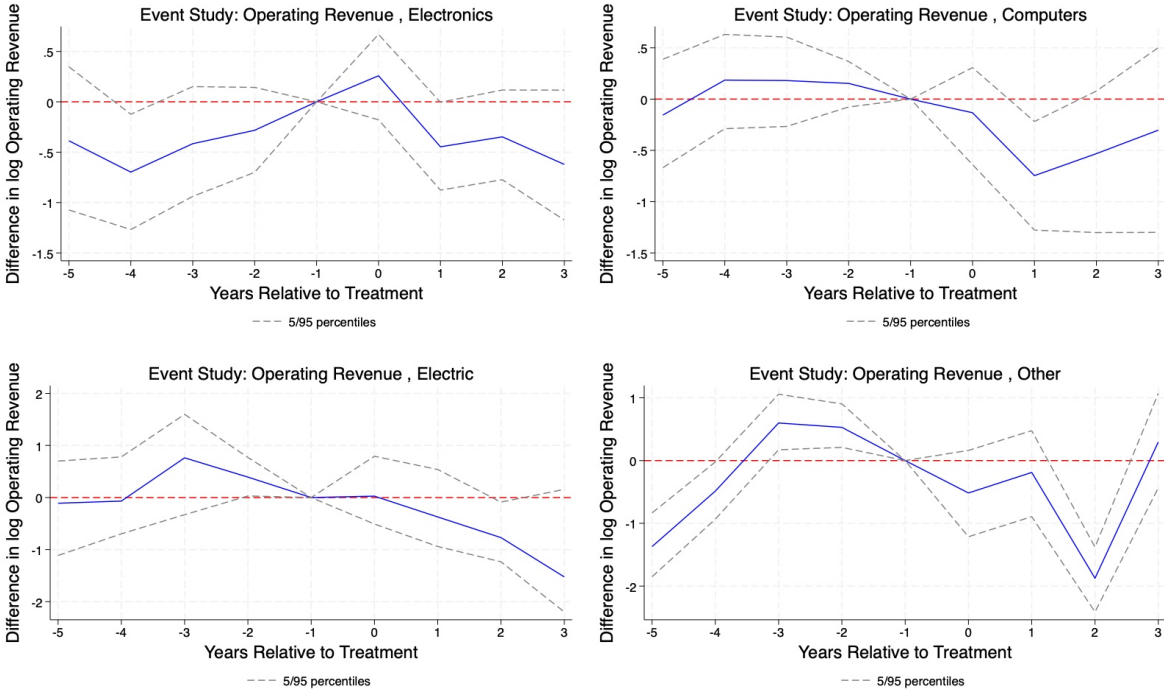 Event Study: Operating Revenue , Electronics
Difference in log Operating Revenue
.5
0
-.5
-1
-1.5
-5 -4 -3 -2 -1 0 1 2 3
Years Relative to Treatment
5/95 percentiles
Event Study: Operating Revenue , Computers
Difference in log Operating Revenue
.5
0
-.5
-1
-1.5
-5 -4 -3 -2 -1 0 1 2 3
Years Relative to Treatment
5/95 percentiles
Event Study: Operating Revenue , Electric
Difference in log Operating Revenue
2
1
0
-1
-2
-5 -4 -3 -2 -1 0 1 2 3
Years Relative to Treatment
5/95 percentiles
Event Study: Operating Revenue , Other
Difference in log Operating Revenue
1
0
-1
-2
-5 -4 -3 -2 -1 0 1 2 3
Years Relative to Treatment
5/95 percentiles